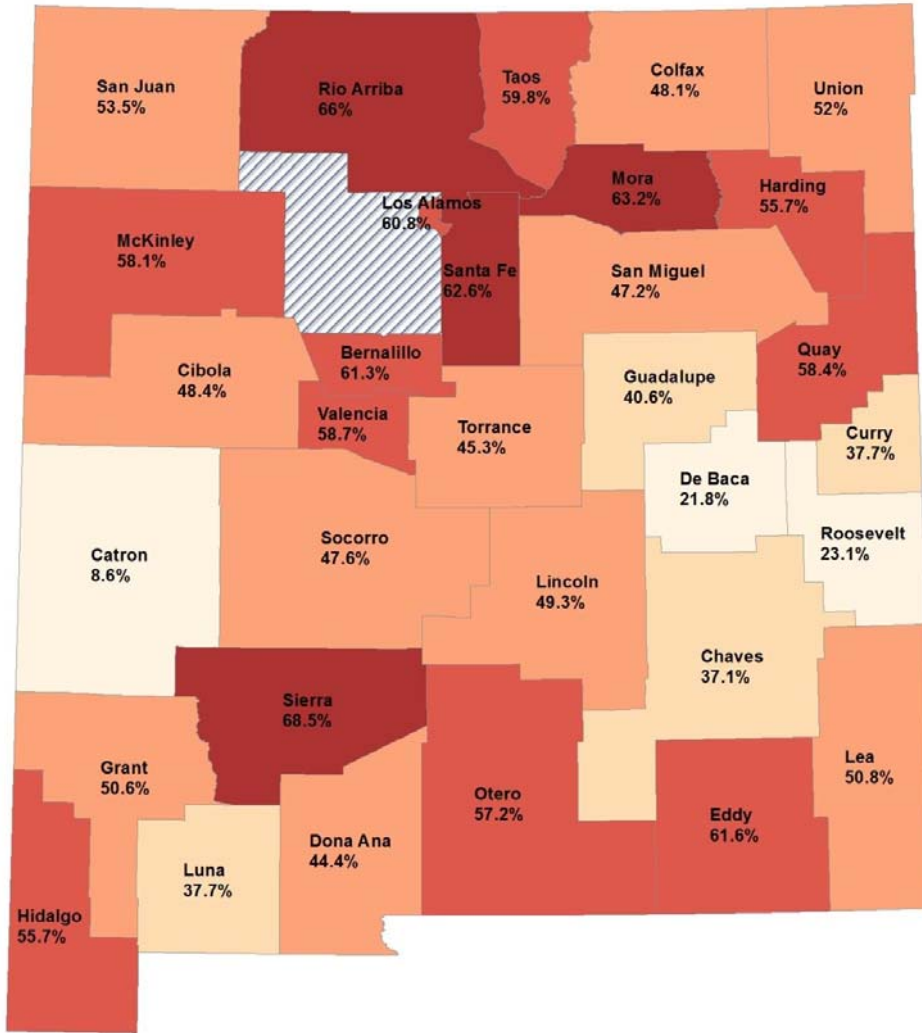 San Juan
53.5%
Rio Arriba
66%
Taos
59.8%
Colfax
48.1%
Union
52%
Mora
63.2%
Harding
55.7%
Los Alamos
60.8%
McKinley
58.1%
Santa Fe
62.6%
San Miguel
47.2%
Quay
58.4%
Bernalillo
61.3%
Cibola
48.4%
Guadalupe
40.6%
Valencia
58.7%
Torrance
45.3%
Curry
37.7%
De Baca
21.8%
Roosevelt
23.1%
Catron
8.6%
Socorro
47.6%
Lincoln
49.3%
Chaves
37.1%
Sierra
68.5%
Grant
50.6%
Otero
57.2%
Lea
50.8%
Eddy
61.6%
Dona Ana
44.4%
Luna
37.7%
Hidalgo
55.7%